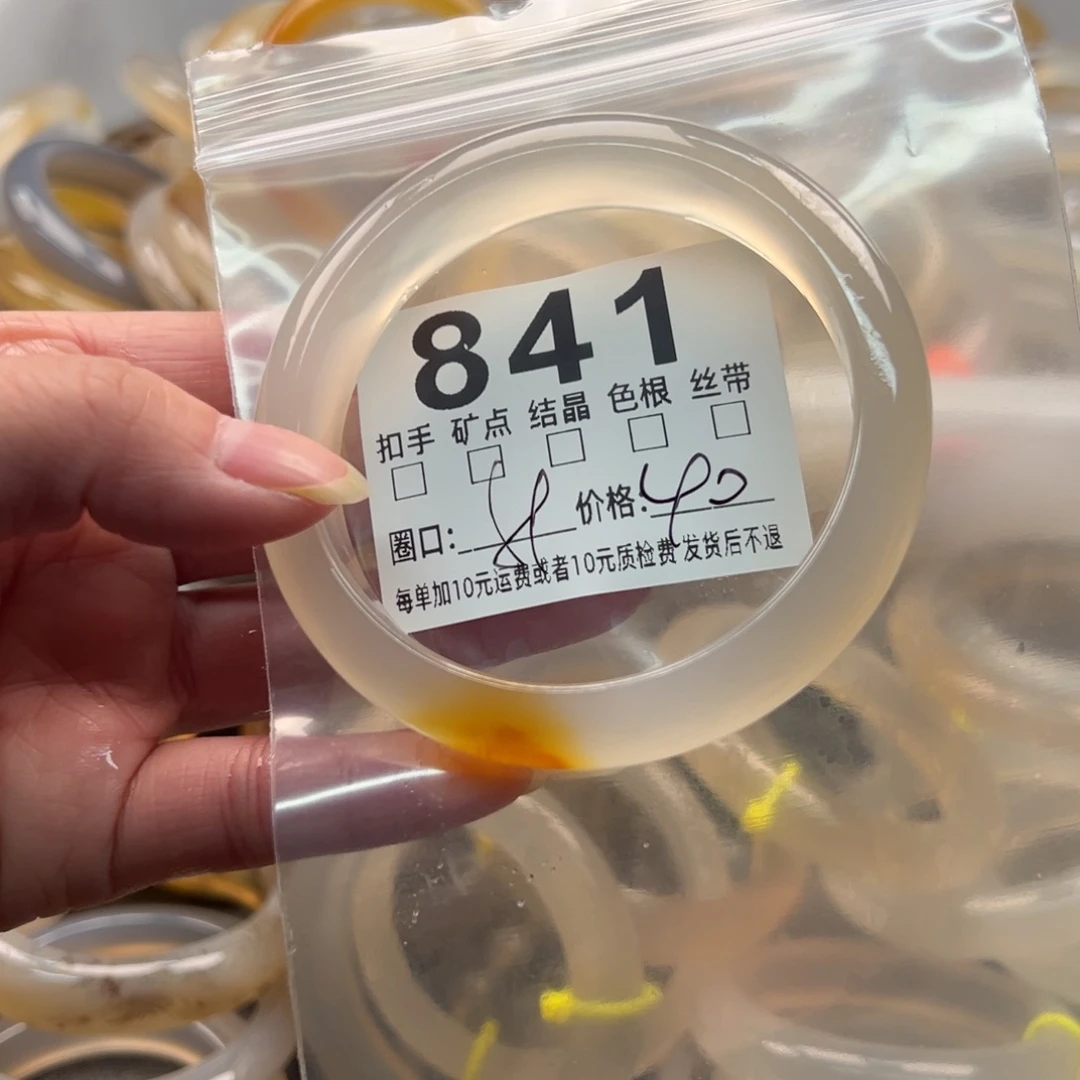 841
扣手 矿点 结晶 色根 丝带
圈口: 价格:40
每单加10元运费或者10元质检费 发货后不退